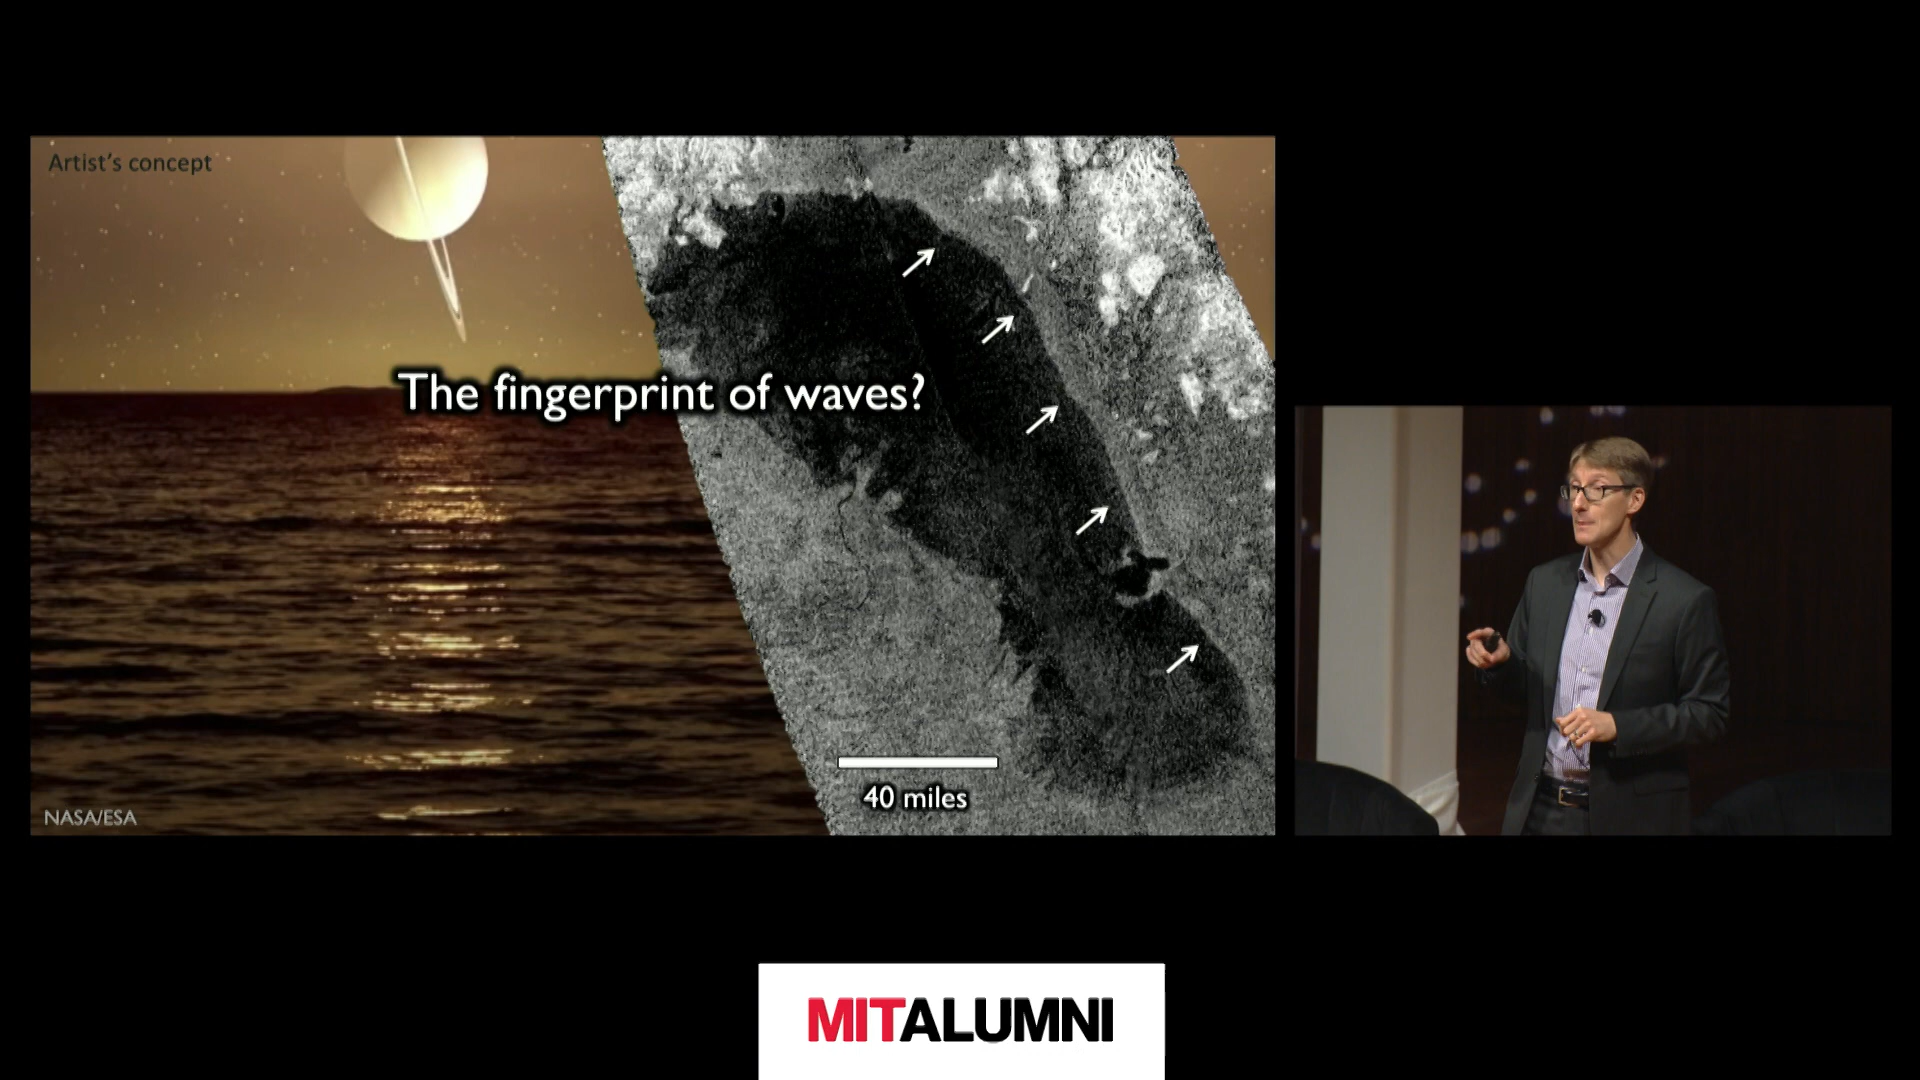 Artist's concept
The fingerprint of waves?
40 miles
NASA/ESA
MITALUMNI